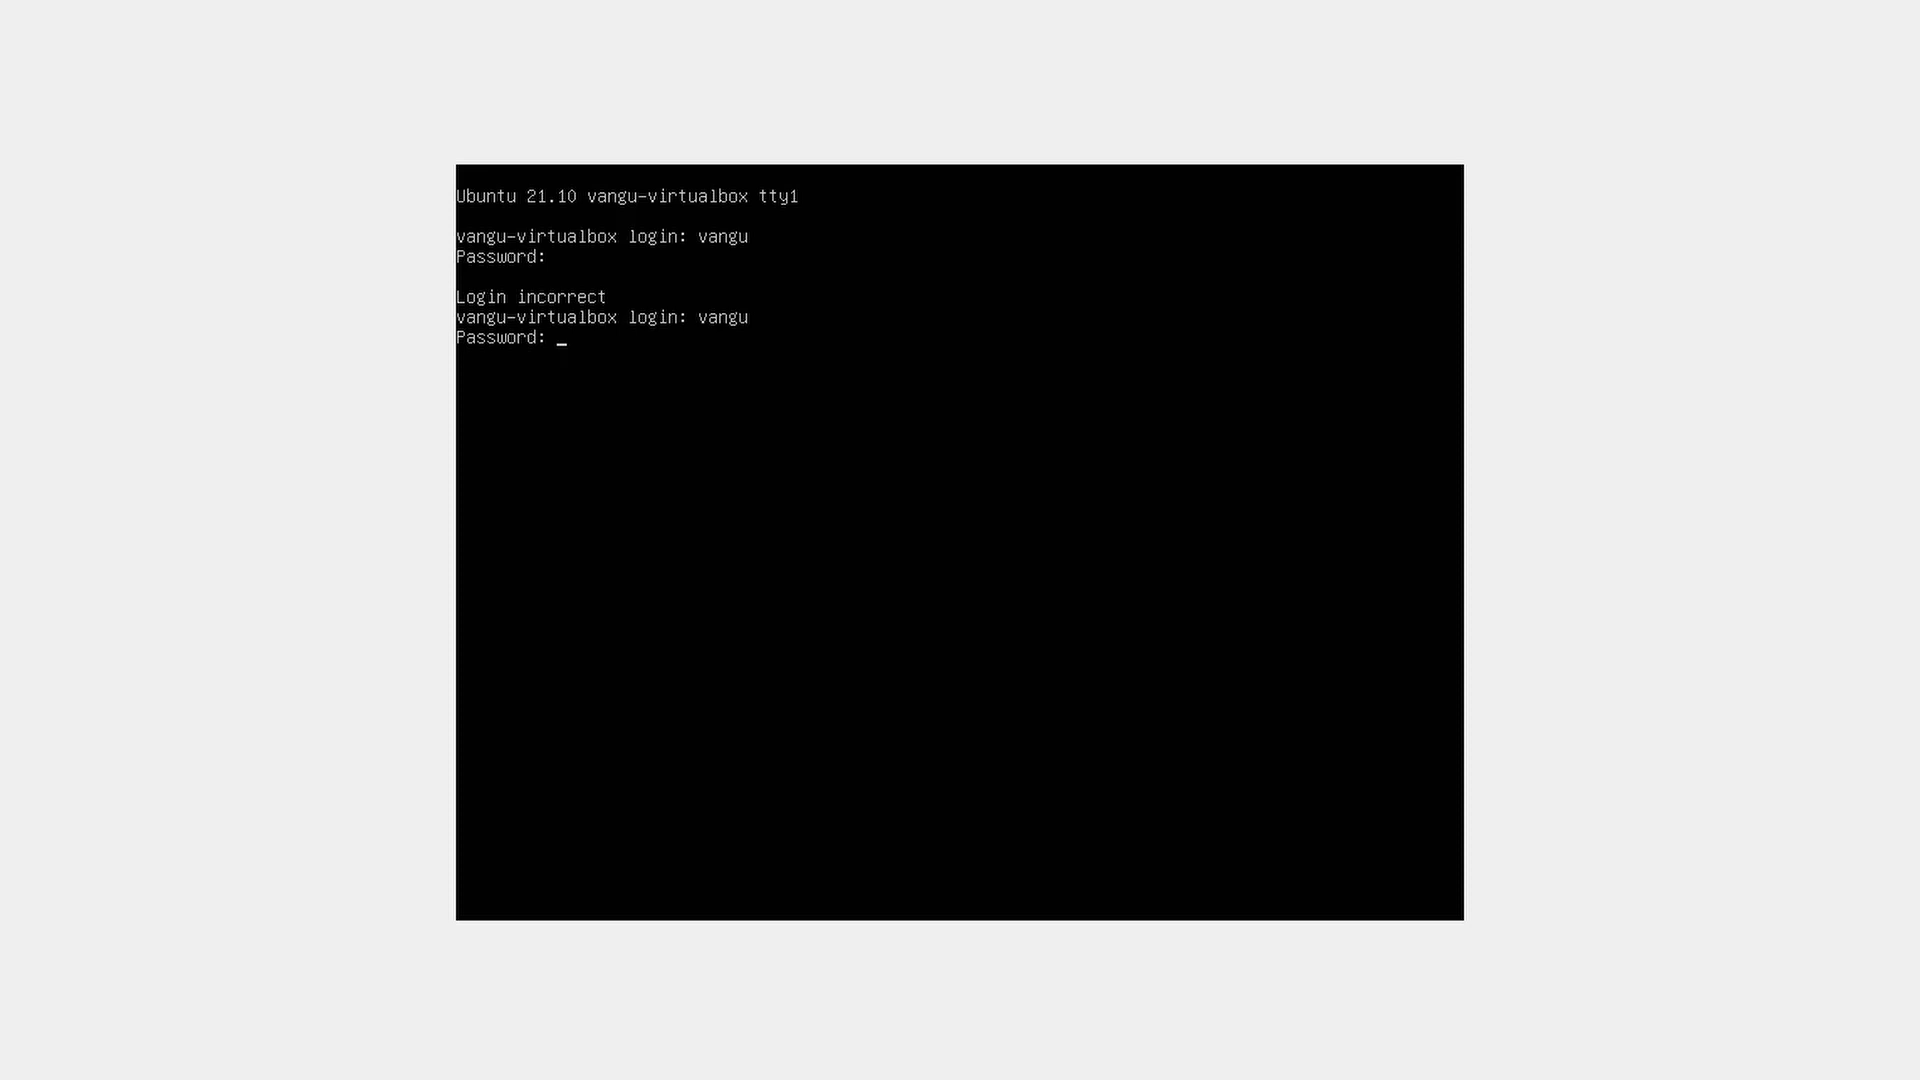 Ubuntu 21.10 vangu-virtualbox tty1
vangu-virtualbox login: vangu
Password:
Login incorrect
vangu-virtualbox login: vangu
Password: _